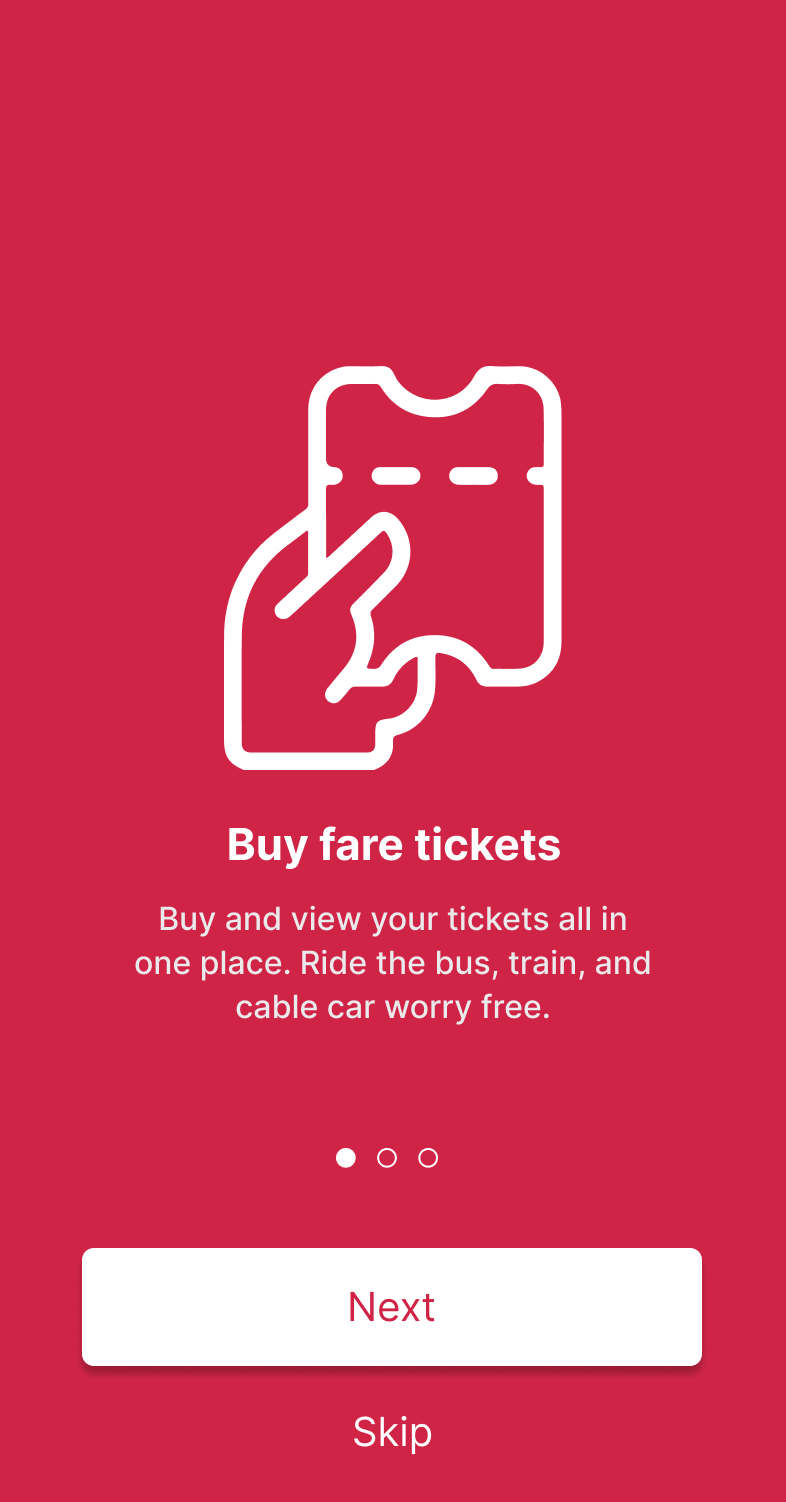 Buy fare tickets
Buy and view your tickets all in
one place. Ride the bus, train, and
cable car worry free.
Next
Skip